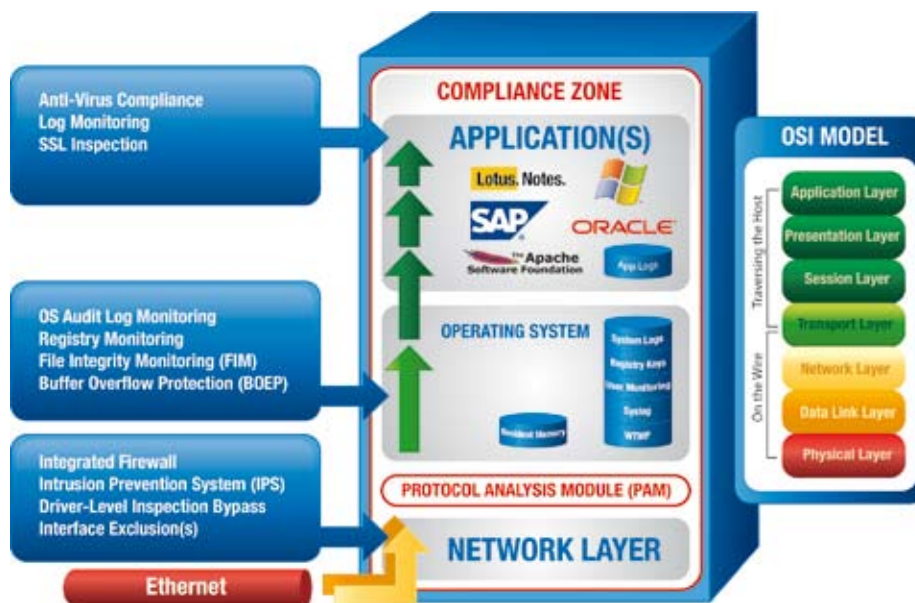 Anti-Virus Compliance
Log Monitoring
SSL Inspection
OS Audit Log Monitoring
Registry Monitoring
File Integrity Monitoring (FIM)
Buffer Overflow Protection (BOEP)
Integrated Firewall
Intrusion Prevention System (IPS)
Driver-Level Inspection Bypass
Interface Exclusion(s)
Ethernet
COMPLIANCE ZONE
APPLICATION(S)
Lotus. Notes.
SAP
ORACLE
The Apache
Software Foundation
App Logs
OPERATING SYSTEM
System Logs
Registry Keys
User Monitoring
Syslog
WTMP
Resident Memory
PROTOCOL ANALYSIS MODULE (PAM)
NETWORK LAYER
OSI MODEL
Traversing the Host
On the Wire
Application Layer
Presentation Layer
Session Layer
Transport Layer
Network Layer
Data Link Layer
Physical Layer